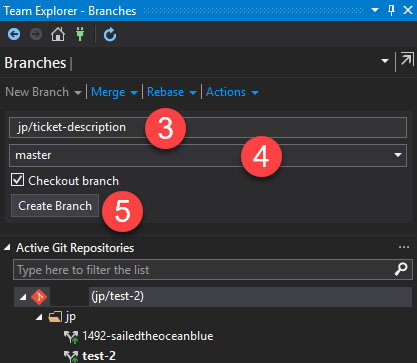 Team Explorer - Branches
Branches
New Branch Merge Rebase Actions
jp/ticket-description 3
master 4
Checkout branch
Create Branch 5
Active Git Repositories ...
Type here to filter the list
(jp/test-2)
jp
1492-sailedtheoceanblue
test-2